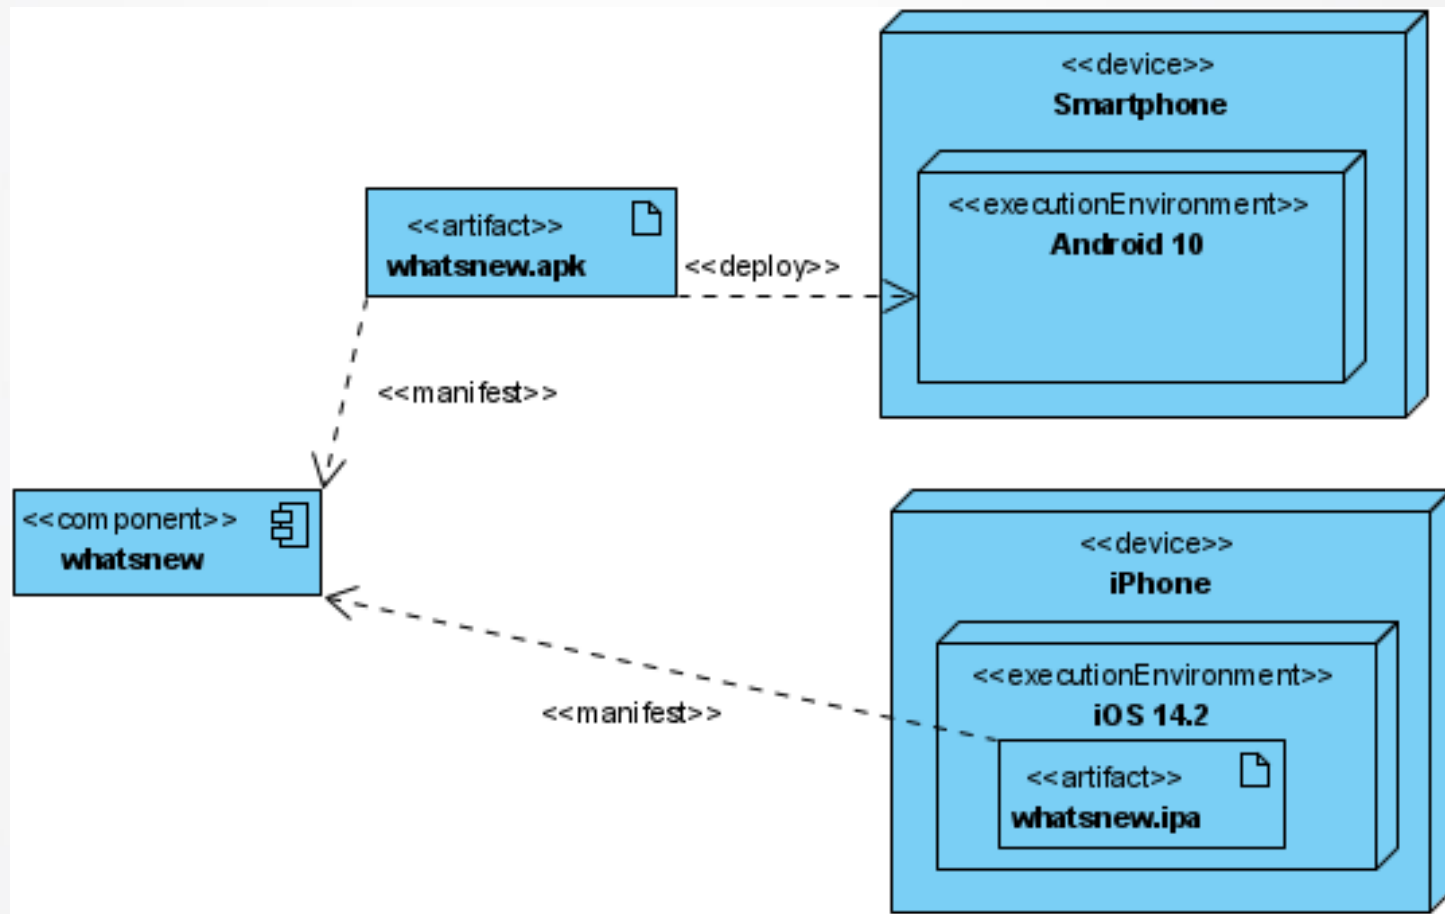 <<device>>
Smartphone
<<executionEnvironment>>
Android 10
<<artifact>>
whatsnew.apk
<<deploy>>
<<manifest>>
<<component>>
whatsnew
<<device>>
iPhone
<<executionEnvironment>>
iOS 14.2
<<manifest>>
<<artifact>>
whatsnew.ipa